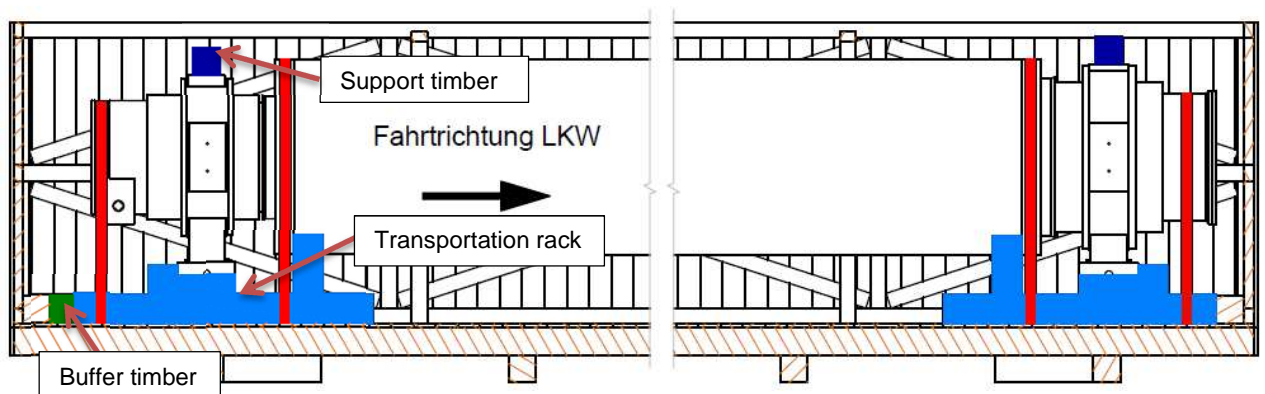 Support timber
Fahrtrichtung LKW
Transportation rack
Buffer timber